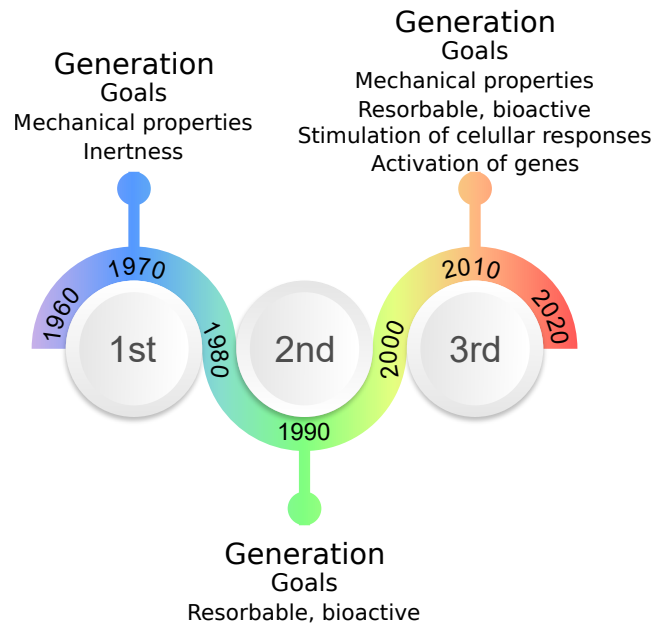 Generation
Goals
Mechanical properties
Inertness
Generation
Goals
Mechanical properties
Resorbable, bioactive
Stimulation of celullar responses
Activation of genes
1960
1970
1980
1990
2000
2010
2020
1st
2nd
3rd
Generation
Goals
Resorbable, bioactive